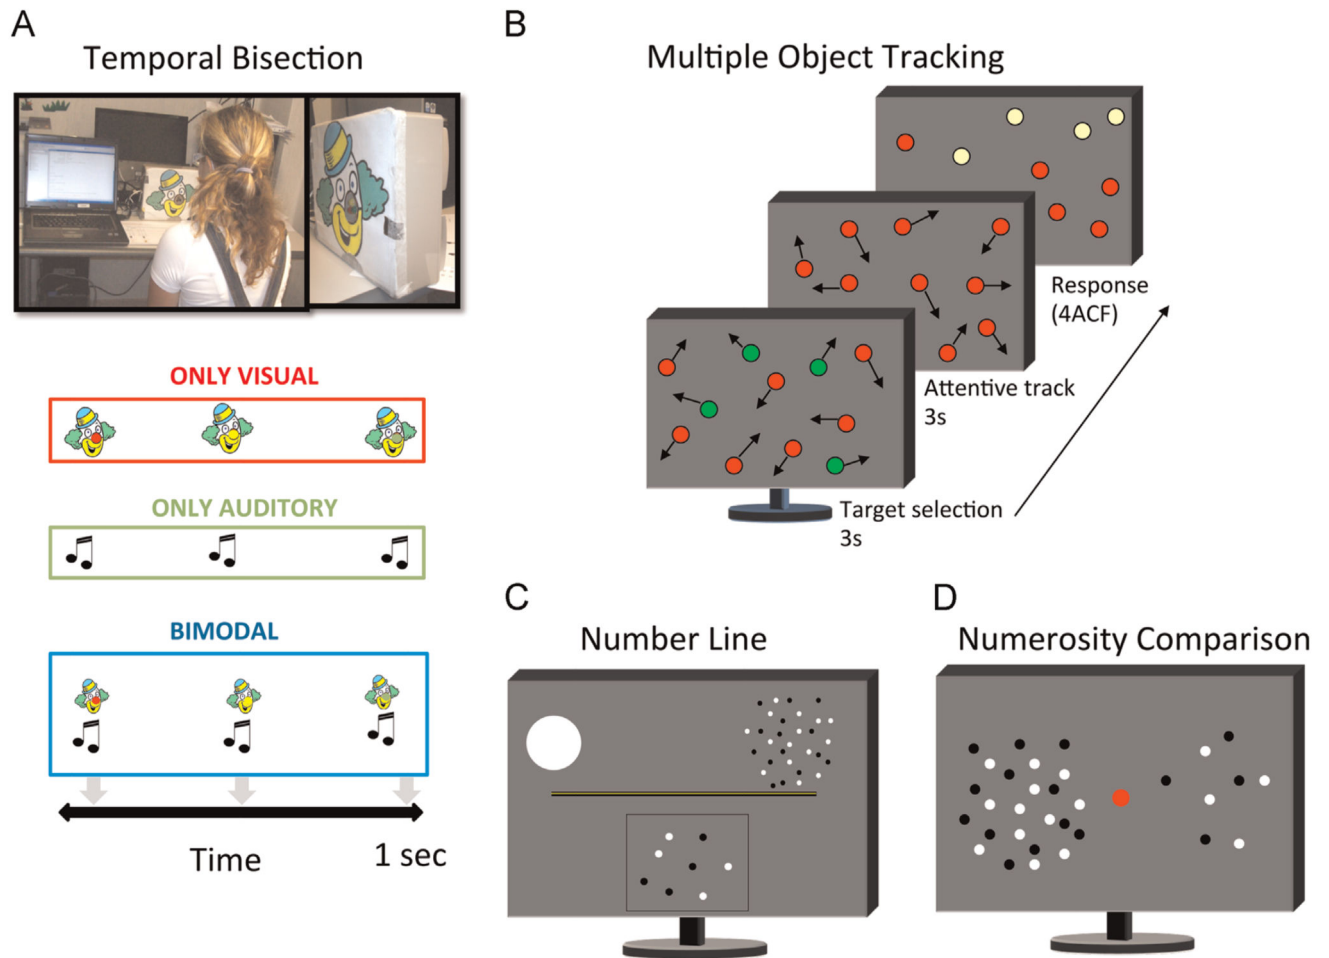 A
Temporal Bisection
ONLY VISUAL
ONLY AUDITORY
BIMODAL
Time
1 sec
B
Multiple Object Tracking
Response
(4ACF)
Attentive track
3s
Target selection
3s
C
Number Line
D
Numerosity Comparison